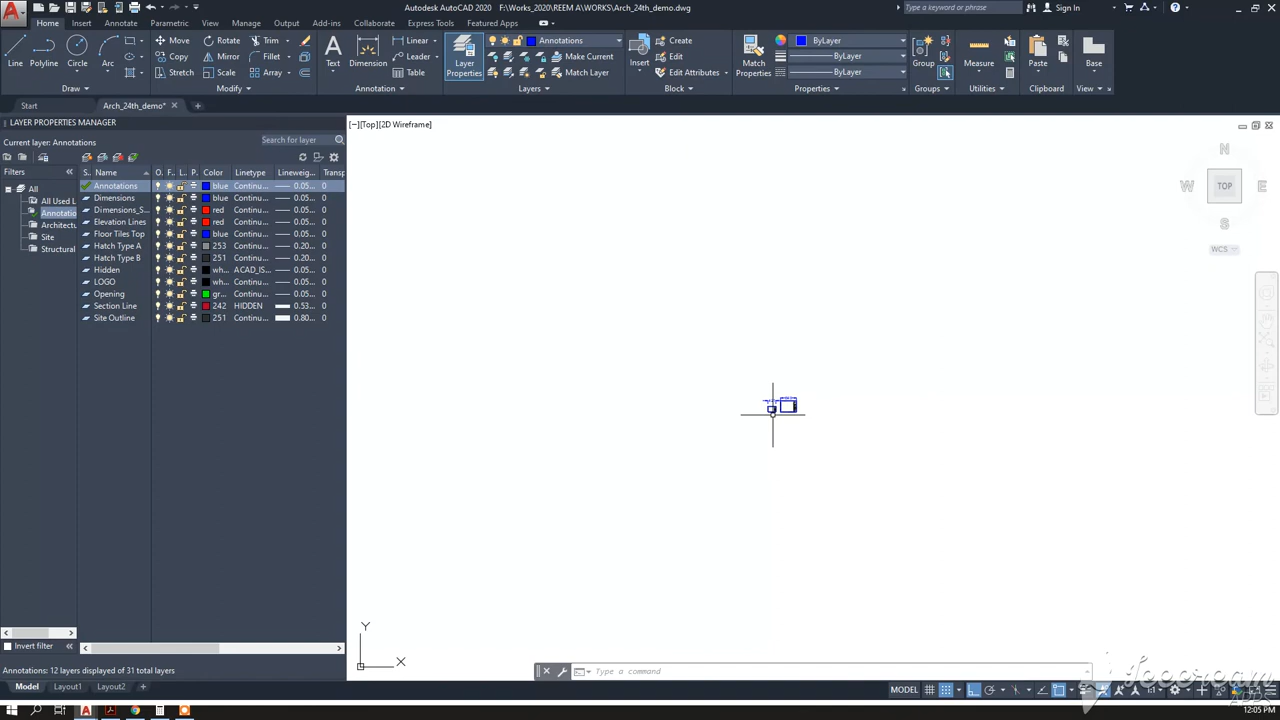 Autodesk AutoCAD 2020 F:\Works_2020\REEM A\WORKS\Arch_24th_demo.dwg
Type a keyword or phrase
Sign In
Home Insert Annotate Parametric View Manage Output Add-ins Collaborate Express Tools Featured Apps
Line Polyline Circle Arc
Move Rotate Trim
Copy Mirror Fillet
Stretch Scale Array
Text Dimension
Linear
Leader
Table
Layer Properties
Annotations
Make Current
Match Layer
Insert
Create
Edit
Edit Attributes
Match Properties
ByLayer
ByLayer
ByLayer
Group
Measure
Paste
Base
Draw Modify Annotation Layers Block Properties Groups Utilities Clipboard View
Start Arch_24th_demo*
LAYER PROPERTIES MANAGER
Current layer: Annotations
Search for layer
Filters
All
All Used L
Annotatio
Architectu
Site
Structural
S.. Name O. F.. L.. P.. Color Linetype Lineweig.. Transp
Annotations blue Continu... 0.05... 0
Dimensions blue Continu... 0.05... 0
Dimensions_S... red Continu... 0.05... 0
Elevation Lines red Continu... 0.05... 0
Floor Tiles Top blue Continu... 0.05... 0
Hatch Type A 253 Continu... 0.20... 0
Hatch Type B 251 Continu... 0.20... 0
Hidden wh... ACAD_IS... 0.05... 0
LOGO wh... Continu... 0.05... 0
Opening gr... Continu... 0.05... 0
Section Line 242 HIDDEN 0.53... 0
Site Outline 251 Continu... 0.80... 0
Invert filter
Annotations: 12 layers displayed of 31 total layers
[−][Top][2D Wireframe]
N
W TOP E
S
WCS
Y
X
Type a command
Model Layout1 Layout2
MODEL
1:1
Icecream
APPS
12:05 PM